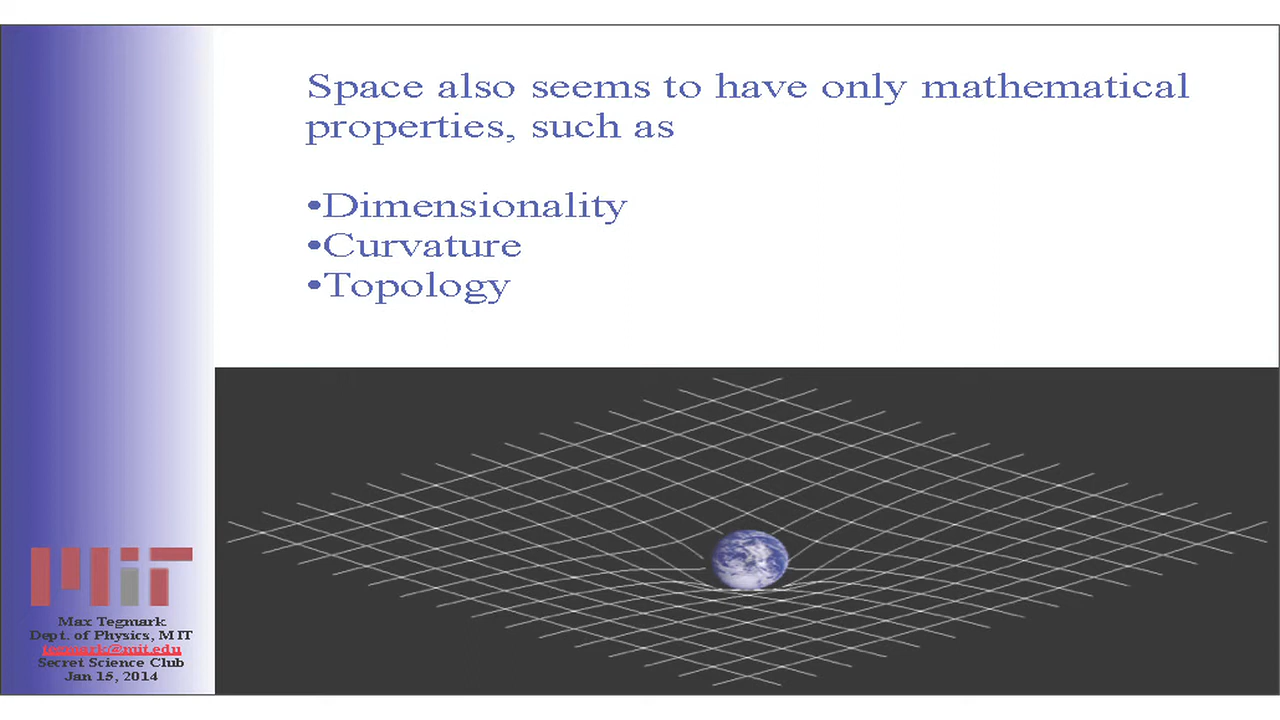 Space also seems to have only mathematical
properties, such as
•Dimensionality
•Curvature
•Topology
MIT
Max Tegmark
Dept. of Physics, MIT
tegmark@mit.edu
Secret Science Club
Jan 15, 2014